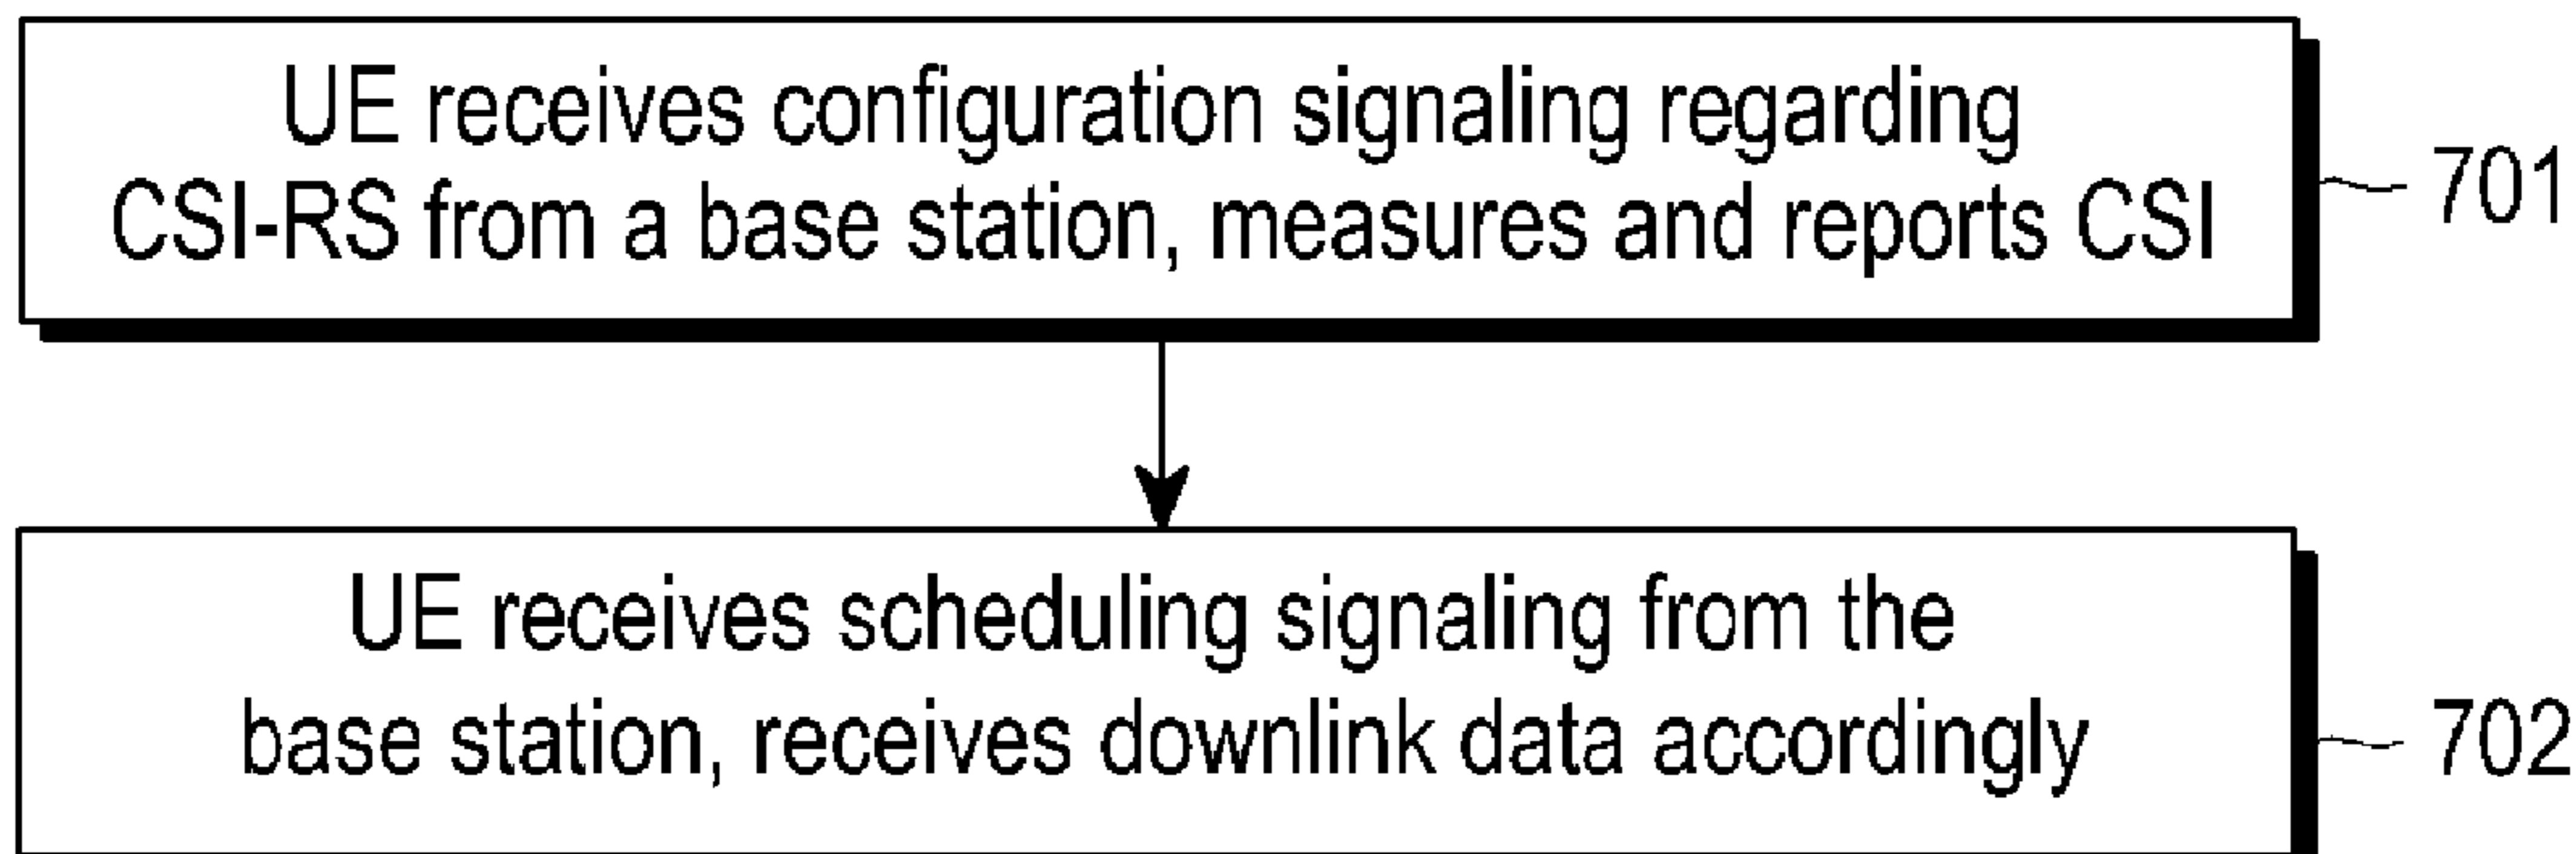 UE receives configuration signaling regarding
CSI-RS from a base station, measures and reports CSI
701
UE receives scheduling signaling from the
base station, receives downlink data accordingly
702